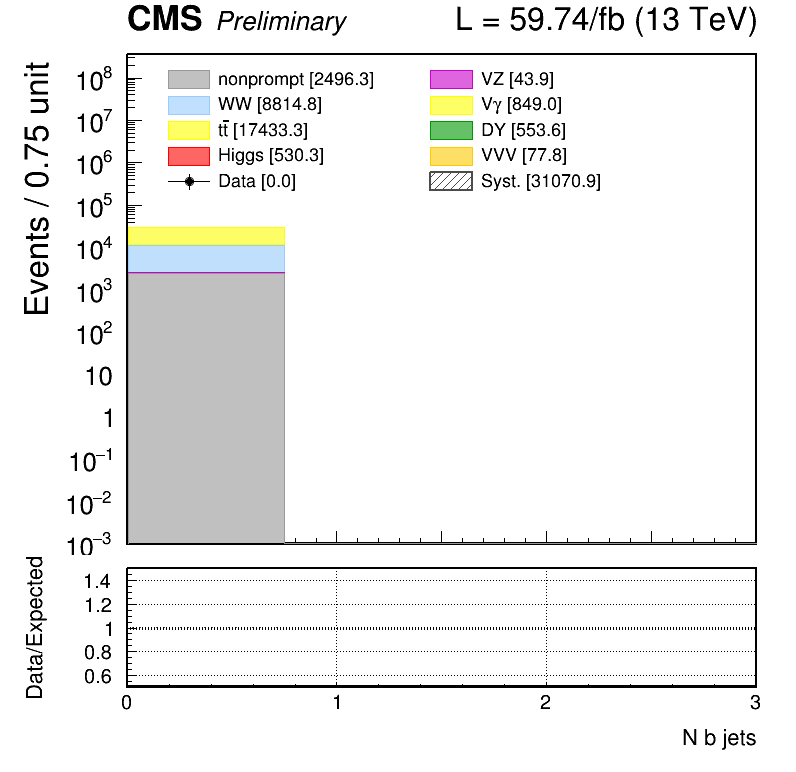 CMS Preliminary L = 59.74/fb (13 TeV)
Events / 0.75 unit
10⁸
10⁷
10⁶
10⁵
10⁴
10³
10²
10
1
10⁻¹
10⁻²
10⁻³
nonprompt [2496.3]
WW [8814.8]
tt̄ [17433.3]
Higgs [530.3]
Data [0.0]
VZ [43.9]
Vγ [849.0]
DY [553.6]
VVV [77.8]
Syst. [31070.9]
Data/Expected
1.4
1.2
1
0.8
0.6
0 1 2 3
N b jets